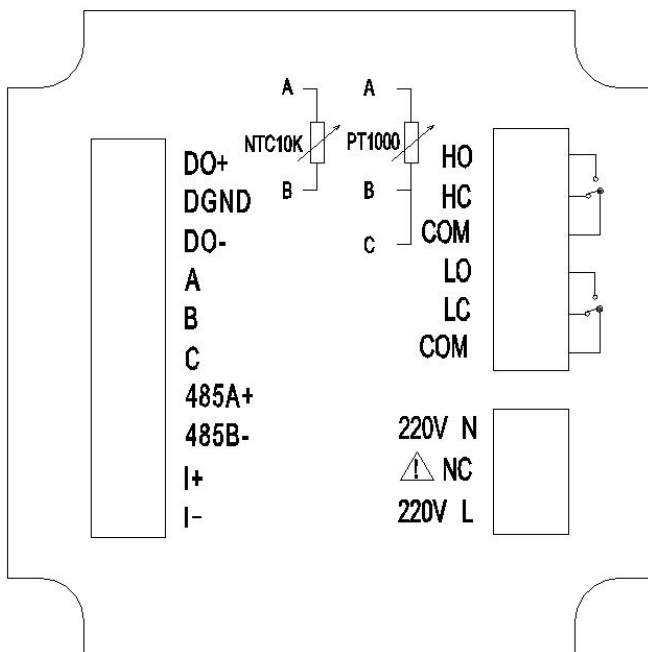 A
NTC10K
B
A
PT1000
B
C
DO+
DGND
DO-
A
B
C
485A+
485B-
I+
I-
HO
HC
COM
LO
LC
COM
220V N
! NC
220V L